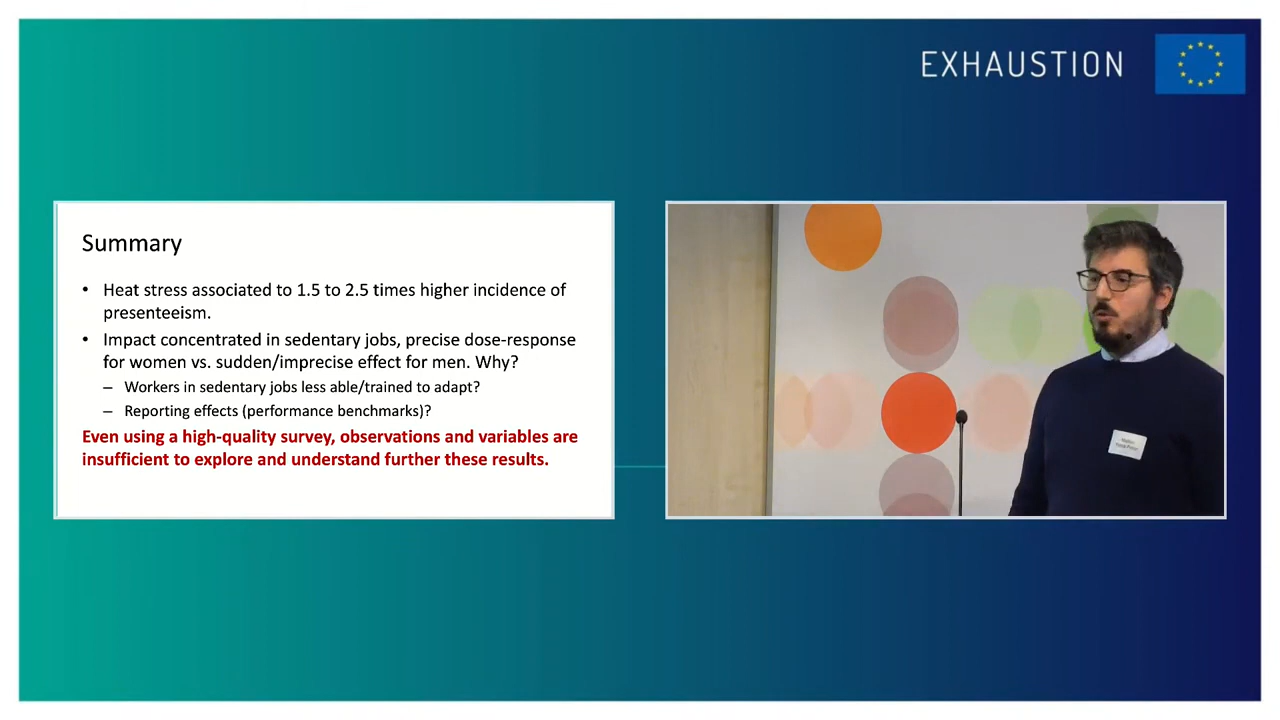 EXHAUSTION
Summary
• Heat stress associated to 1.5 to 2.5 times higher incidence of
presenteeism.
• Impact concentrated in sedentary jobs, precise dose-response
for women vs. sudden/imprecise effect for men. Why?
– Workers in sedentary jobs less able/trained to adapt?
– Reporting effects (performance benchmarks)?
Even using a high-quality survey, observations and variables are
insufficient to explore and understand further these results.